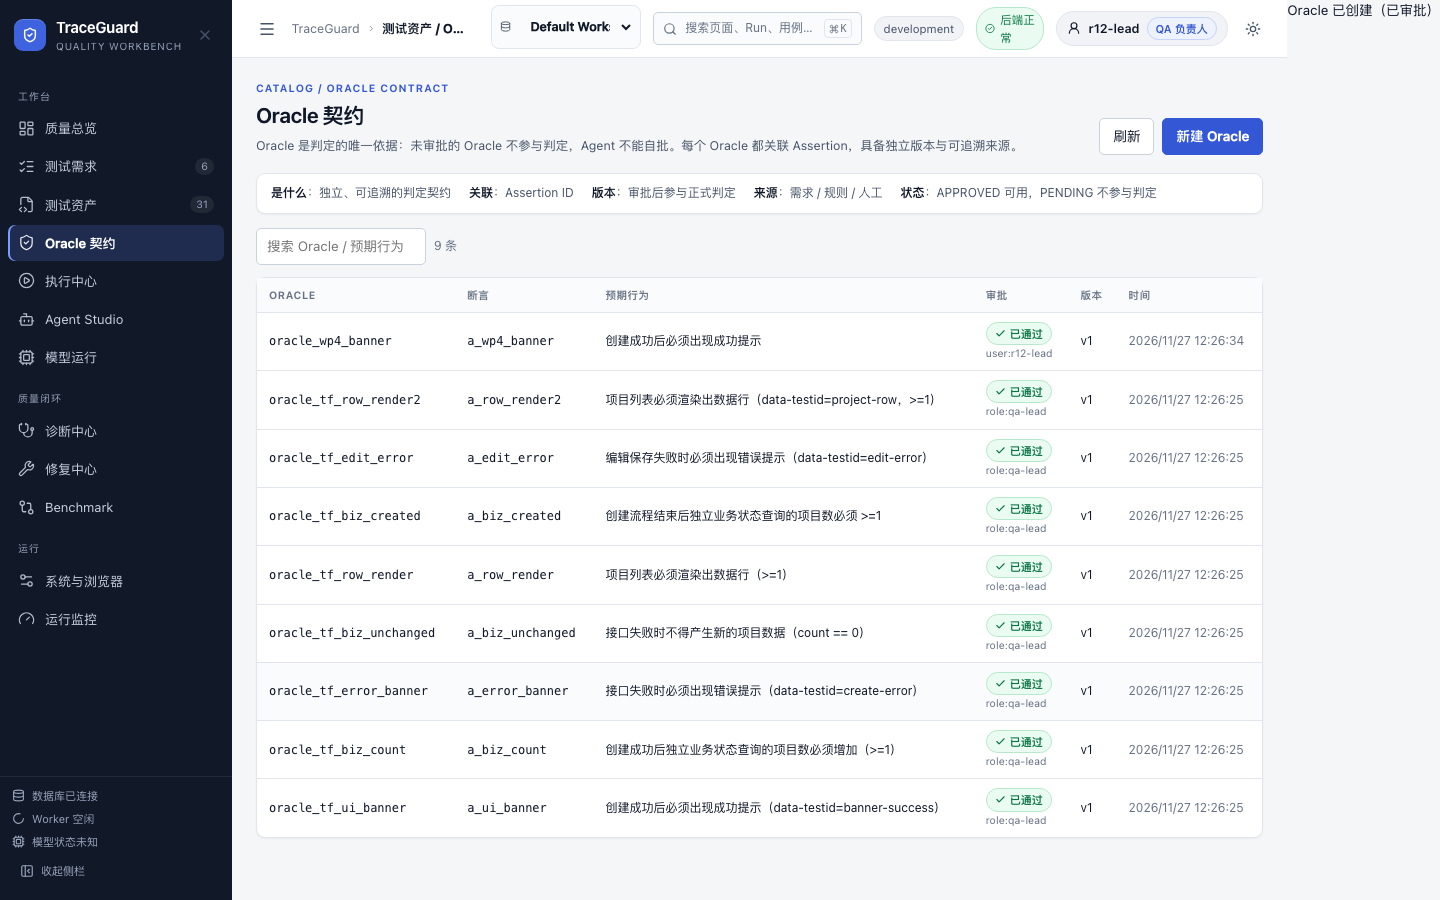 TraceGuard
QUALITY WORKBENCH
工作台
质量总览
测试需求 6
测试资产 31
Oracle 契约
执行中心
Agent Studio
模型运行
质量闭环
诊断中心
修复中心
Benchmark
运行
系统与浏览器
运行监控
数据库已连接
Worker 空闲
模型状态未知
收起侧栏
TraceGuard › 测试资产 / O...
Default Work
搜索页面、Run、用例... ⌘K
development
后端正常
r12-lead QA 负责人
Oracle 已创建（已审批）
CATALOG / ORACLE CONTRACT
Oracle 契约
Oracle 是判定的唯一依据：未审批的 Oracle 不参与判定，Agent 不能自批。每个 Oracle 都关联 Assertion，具备独立版本与可追溯来源。
刷新
新建 Oracle
是什么：独立、可追溯的判定契约 关联：Assertion ID 版本：审批后参与正式判定 来源：需求 / 规则 / 人工 状态：APPROVED 可用，PENDING 不参与判定
搜索 Oracle / 预期行为 9 条
ORACLE 断言 预期行为 审批 版本 时间
oracle_wp4_banner a_wp4_banner 创建成功后必须出现成功提示 已通过 user:r12-lead v1 2026/11/27 12:26:34
oracle_tf_row_render2 a_row_render2 项目列表必须渲染出数据行（data-testid=project-row，>=1） 已通过 role:qa-lead v1 2026/11/27 12:26:25
oracle_tf_edit_error a_edit_error 编辑保存失败时必须出现错误提示（data-testid=edit-error） 已通过 role:qa-lead v1 2026/11/27 12:26:25
oracle_tf_biz_created a_biz_created 创建流程结束后独立业务状态查询的项目数必须 >=1 已通过 role:qa-lead v1 2026/11/27 12:26:25
oracle_tf_row_render a_row_render 项目列表必须渲染出数据行（>=1） 已通过 role:qa-lead v1 2026/11/27 12:26:25
oracle_tf_biz_unchanged a_biz_unchanged 接口失败时不得产生新的项目数据（count == 0） 已通过 role:qa-lead v1 2026/11/27 12:26:25
oracle_tf_error_banner a_error_banner 接口失败时必须出现错误提示（data-testid=create-error） 已通过 role:qa-lead v1 2026/11/27 12:26:25
oracle_tf_biz_count a_biz_count 创建成功后独立业务状态查询的项目数必须增加（>=1） 已通过 role:qa-lead v1 2026/11/27 12:26:25
oracle_tf_ui_banner a_ui_banner 创建成功后必须出现成功提示（data-testid=banner-success） 已通过 role:qa-lead v1 2026/11/27 12:26:25